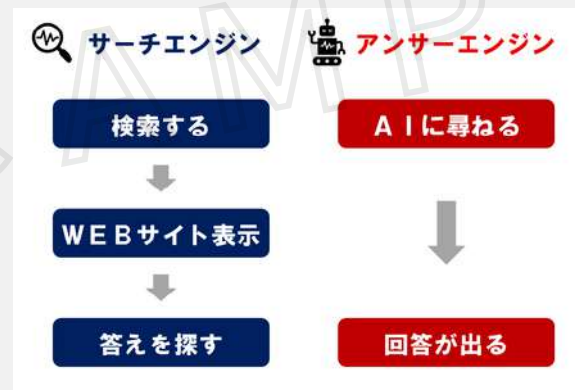 サーチエンジン
検索する
WEBサイト表示
答えを探す
アンサーエンジン
AIに尋ねる
回答が出る